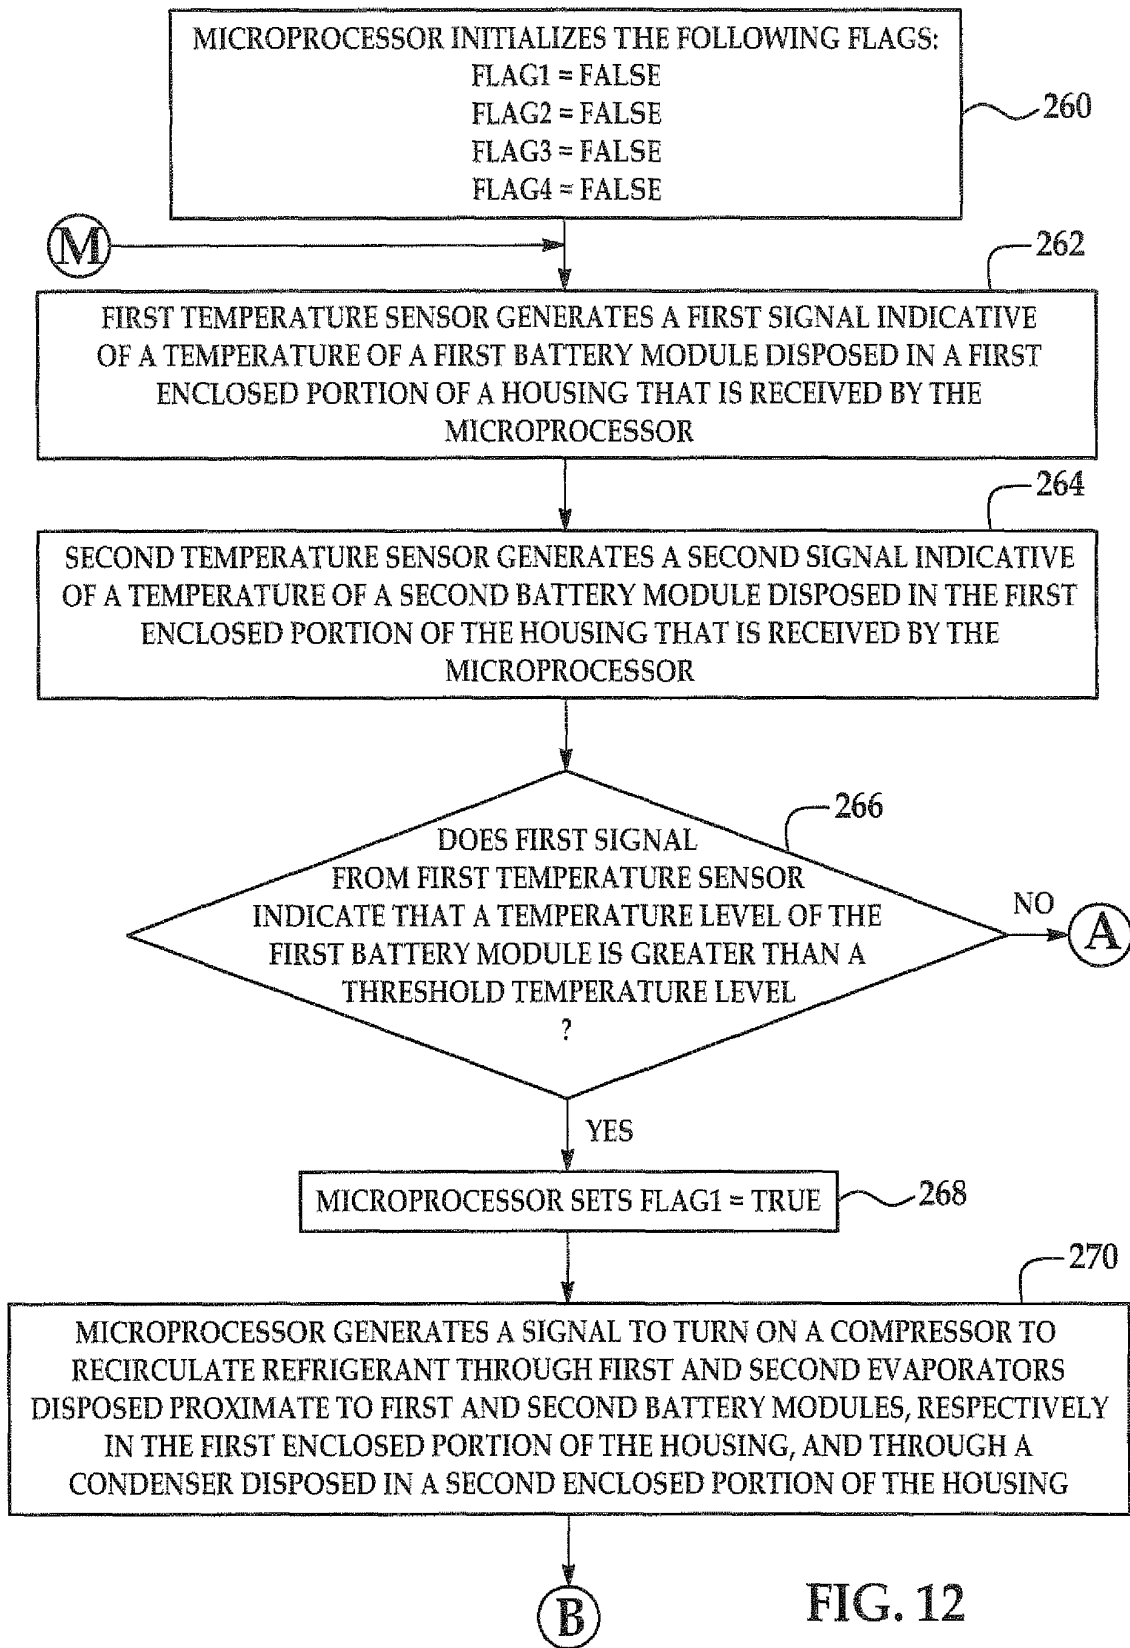 MICROPROCESSOR INITIALIZES THE FOLLOWING FLAGS:
FLAG1 = FALSE
FLAG2 = FALSE
FLAG3 = FALSE
FLAG4 = FALSE
260
M
262
FIRST TEMPERATURE SENSOR GENERATES A FIRST SIGNAL INDICATIVE
OF A TEMPERATURE OF A FIRST BATTERY MODULE DISPOSED IN A FIRST
ENCLOSED PORTION OF A HOUSING THAT IS RECEIVED BY THE
MICROPROCESSOR
264
SECOND TEMPERATURE SENSOR GENERATES A SECOND SIGNAL INDICATIVE
OF A TEMPERATURE OF A SECOND BATTERY MODULE DISPOSED IN THE FIRST
ENCLOSED PORTION OF THE HOUSING THAT IS RECEIVED BY THE
MICROPROCESSOR
266
DOES FIRST SIGNAL
FROM FIRST TEMPERATURE SENSOR
INDICATE THAT A TEMPERATURE LEVEL OF THE
FIRST BATTERY MODULE IS GREATER THAN A
THRESHOLD TEMPERATURE LEVEL
?
NO
A
YES
MICROPROCESSOR SETS FLAG1 = TRUE
268
270
MICROPROCESSOR GENERATES A SIGNAL TO TURN ON A COMPRESSOR TO
RECIRCULATE REFRIGERANT THROUGH FIRST AND SECOND EVAPORATORS
DISPOSED PROXIMATE TO FIRST AND SECOND BATTERY MODULES, RESPECTIVELY
IN THE FIRST ENCLOSED PORTION OF THE HOUSING, AND THROUGH A
CONDENSER DISPOSED IN A SECOND ENCLOSED PORTION OF THE HOUSING
B
FIG. 12